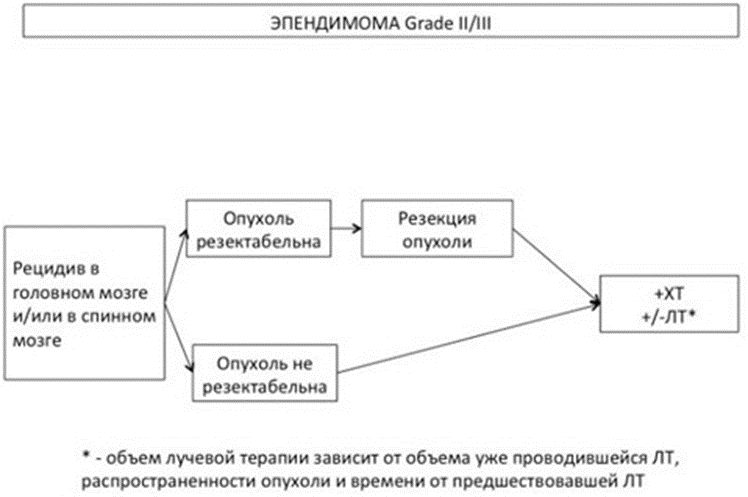 ЭПЕНДИМОМА Grade II/III
Опухоль
резектабельна
Резекция
опухоли
Рецидив в
головном мозге
и/или в спинном
мозге
+ХТ
+/-ЛТ*
Опухоль не
резектабельна
* - объем лучевой терапии зависит от объема уже проводившейся ЛТ,
распространенности опухоли и времени от предшествовавшей ЛТ